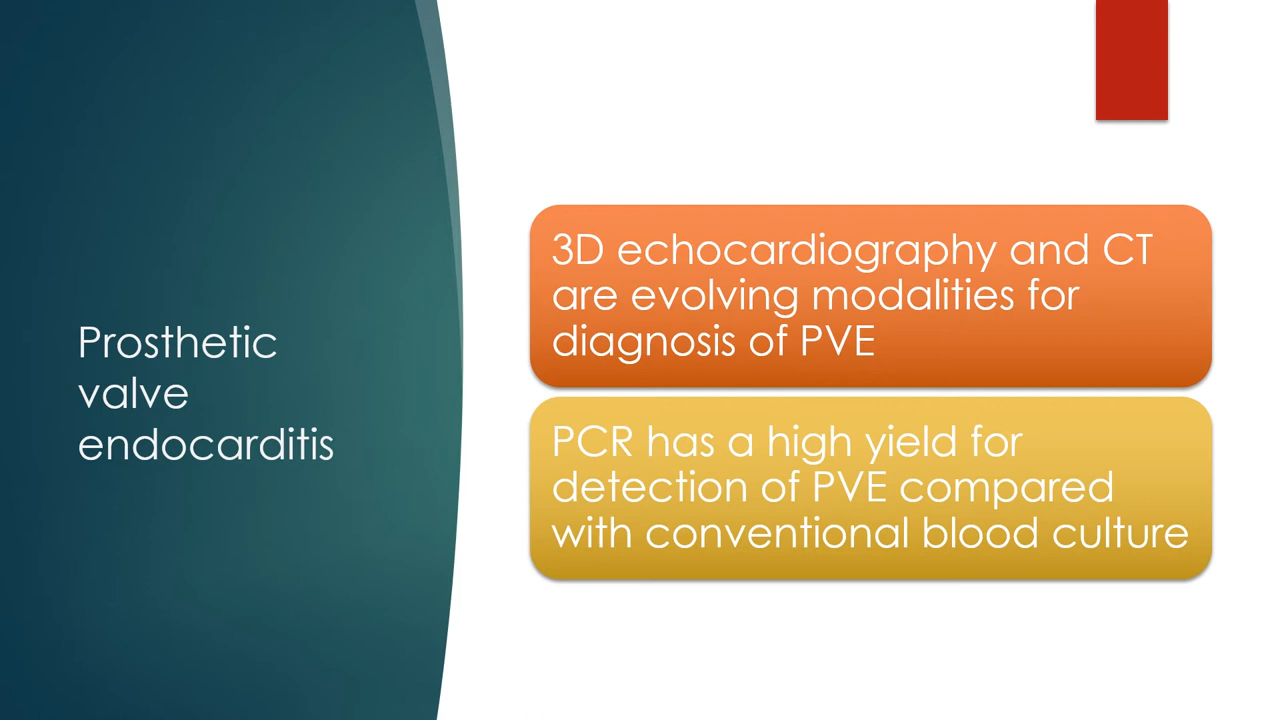 Prosthetic
valve
endocarditis
3D echocardiography and CT
are evolving modalities for
diagnosis of PVE
PCR has a high yield for
detection of PVE compared
with conventional blood culture